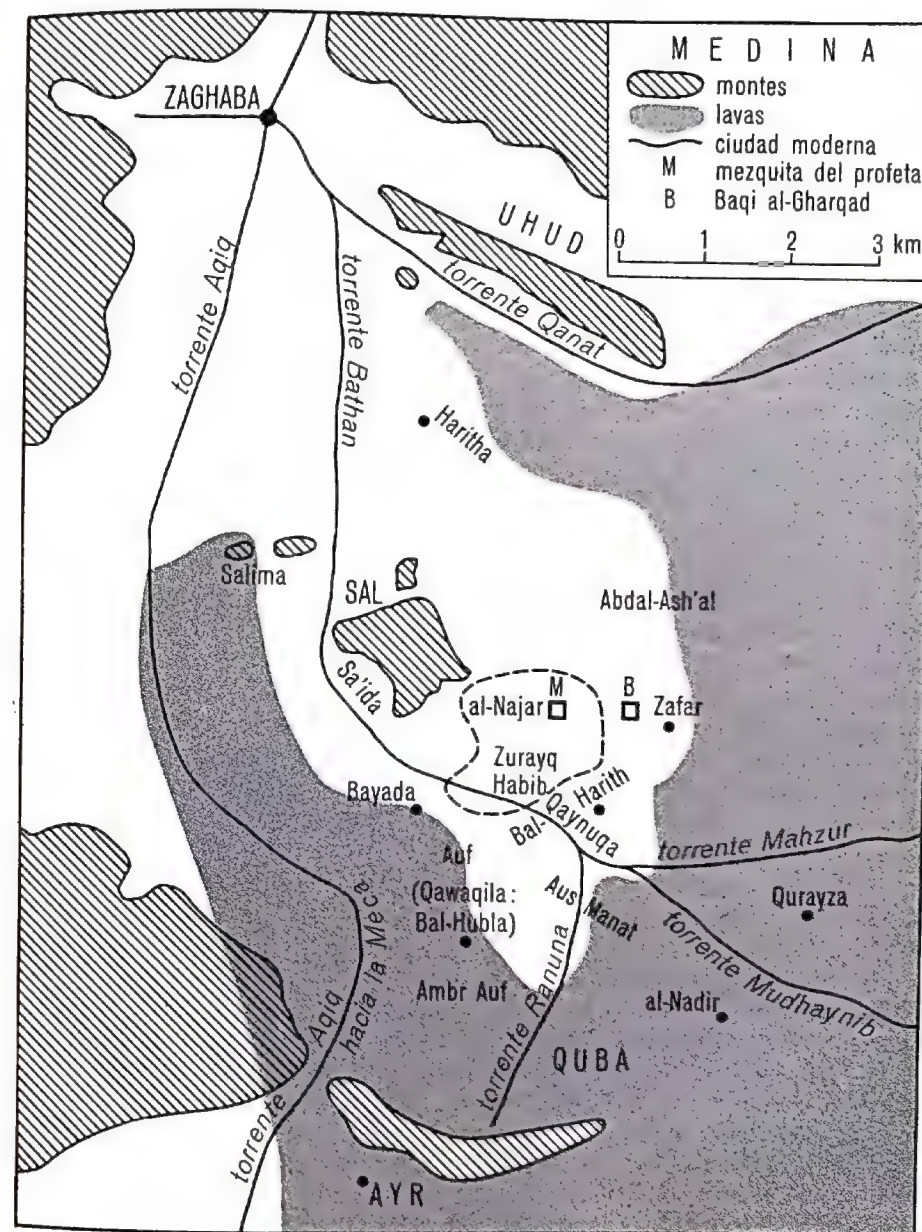 MEDINA
montes
lavas
ciudad moderna
M mezquita del profeta
B Baqi al-Gharqad
0 1 2 3 km
ZAGHABA
UHUD
torrente Aqiq
torrente Bathan
torrente Qanat
Haritha
Salima
SAL
Abdal-Ash'al
Sa'ida
M
B
al-Najar
Zafar
Zurayq
Habib
Bayada
Harith
Bal-Qaynuqa
torrente Mahzur
Auf
(Qawaqila:
Bal-Hubla)
Aus Manat
Qurayza
torrente Mudhaynib
Ambr Auf
torrente Ranuna
al-Nadir
torrente Aqiq
hacia la Meca
QUBA
AYR